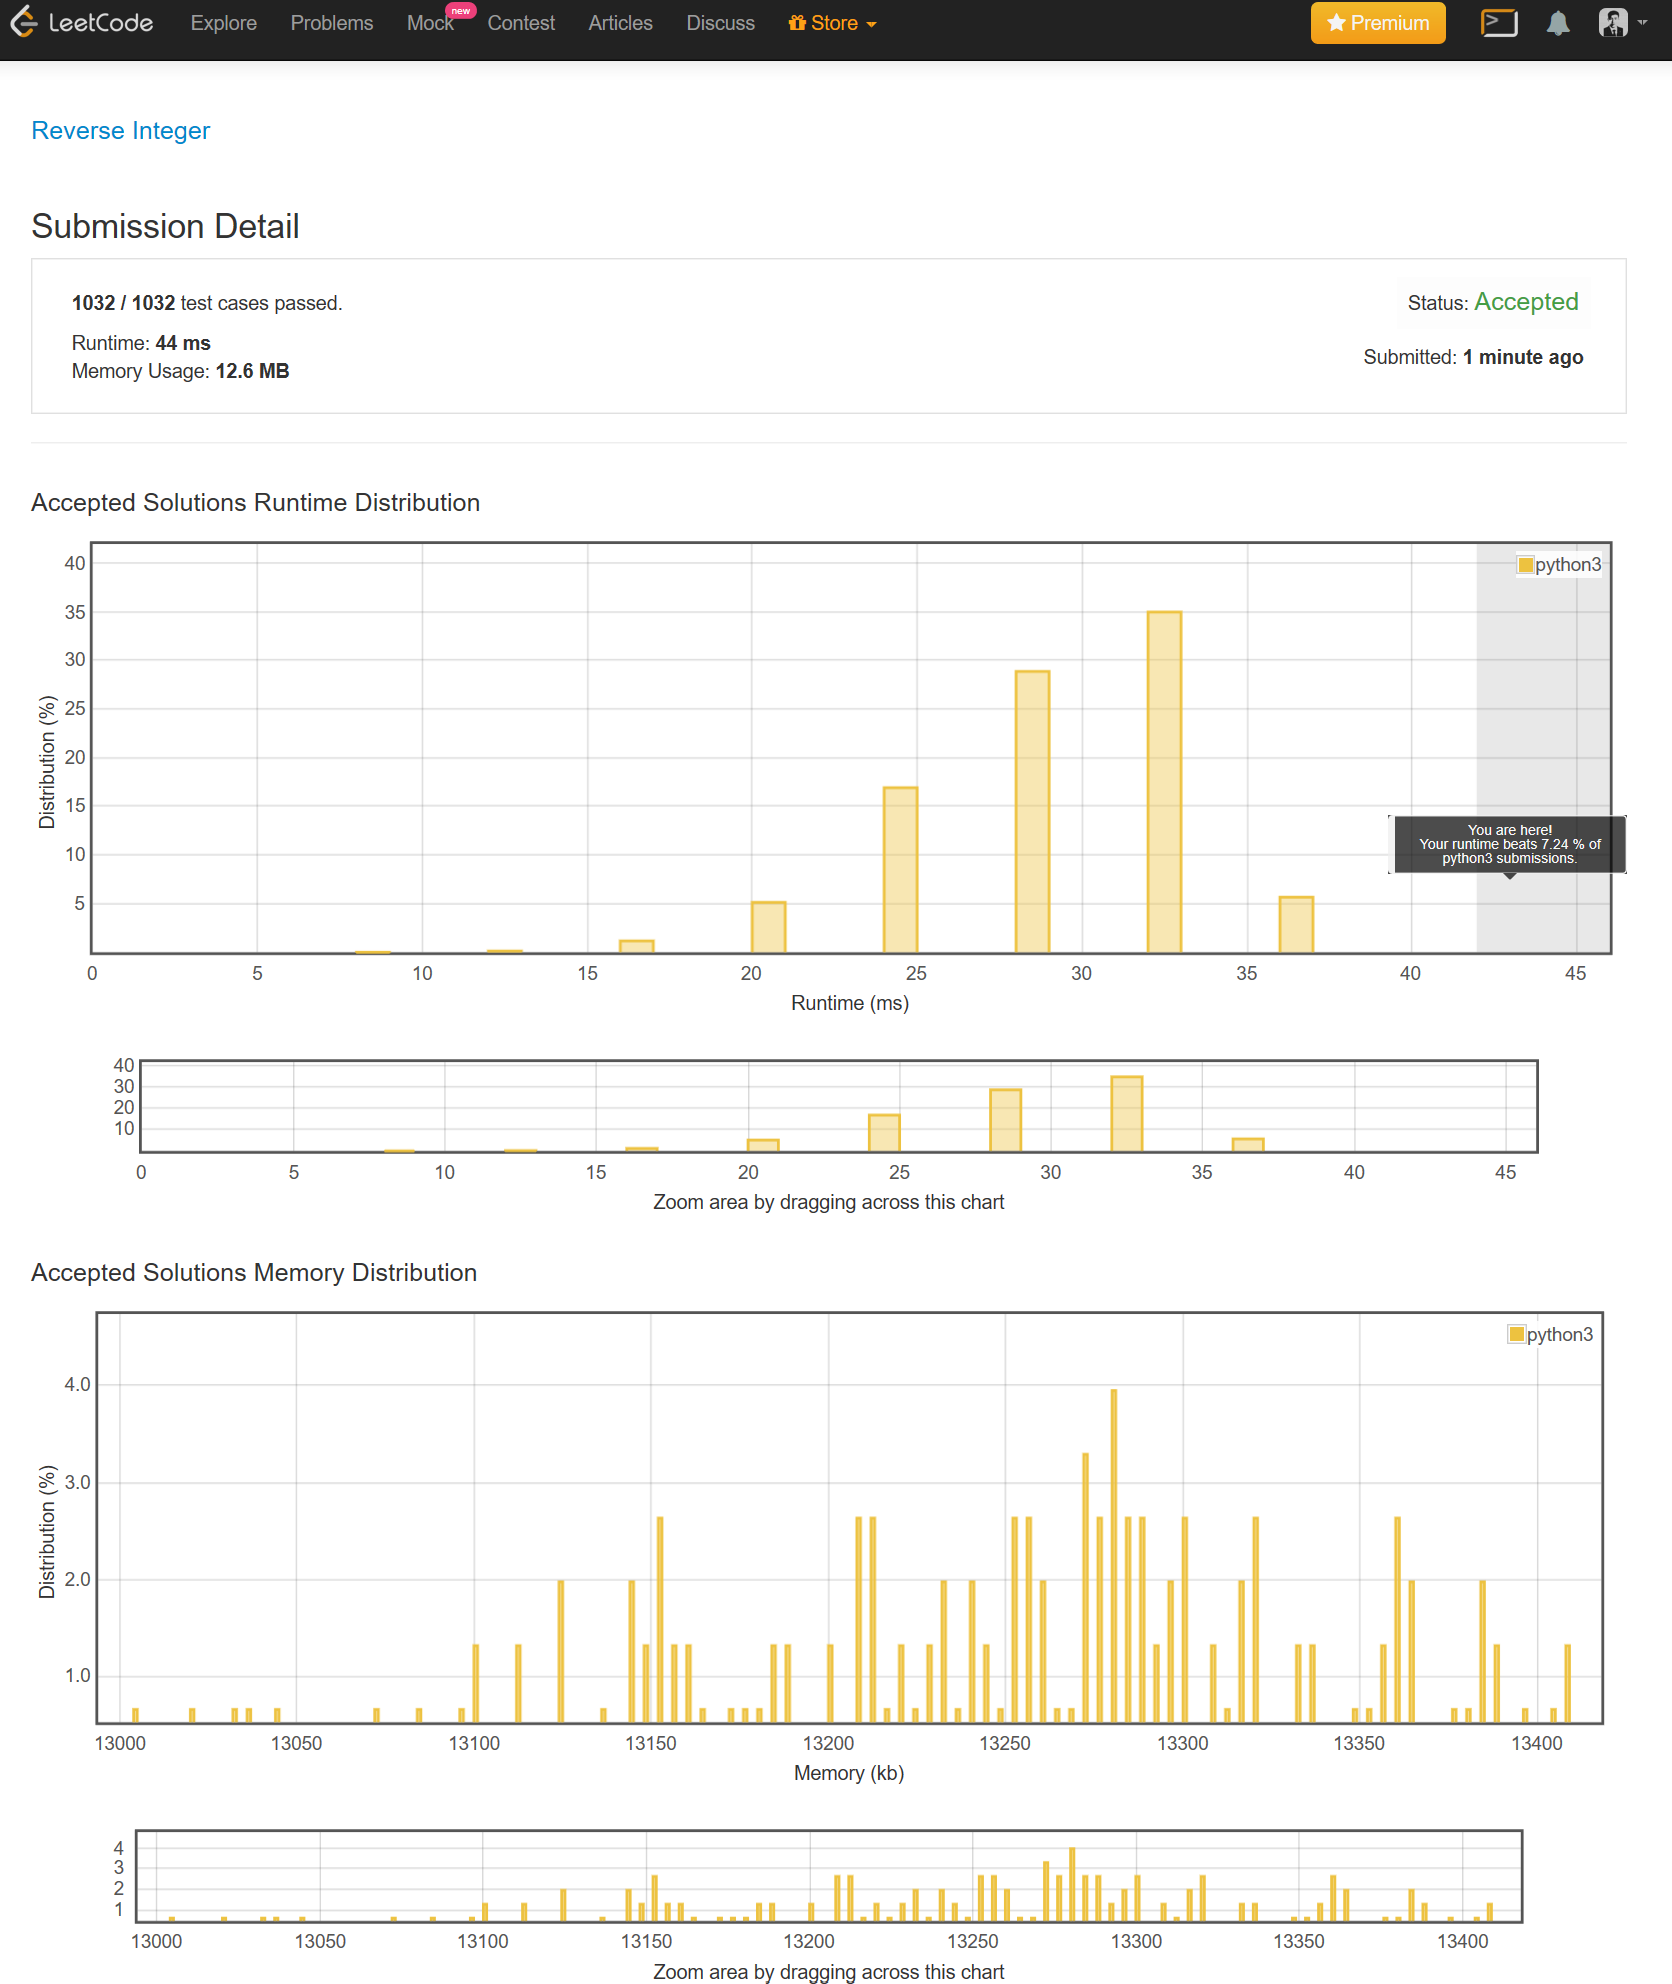 LeetCode Explore Problems Mock new Contest Articles Discuss Store Premium
Reverse Integer
Submission Detail
1032 / 1032 test cases passed.
Status: Accepted
Runtime: 44 ms
Submitted: 1 minute ago
Memory Usage: 12.6 MB
Accepted Solutions Runtime Distribution
python3
40
35
30
25
20
15
10
5
Distribution (%)
You are here!
Your runtime beats 7.24 % of
python3 submissions.
0 5 10 15 20 25 30 35 40 45
Runtime (ms)
40
30
20
10
0 5 10 15 20 25 30 35 40 45
Zoom area by dragging across this chart
Accepted Solutions Memory Distribution
python3
4.0
3.0
2.0
1.0
Distribution (%)
13000 13050 13100 13150 13200 13250 13300 13350 13400
Memory (kb)
4
3
2
1
13000 13050 13100 13150 13200 13250 13300 13350 13400
Zoom area by dragging across this chart